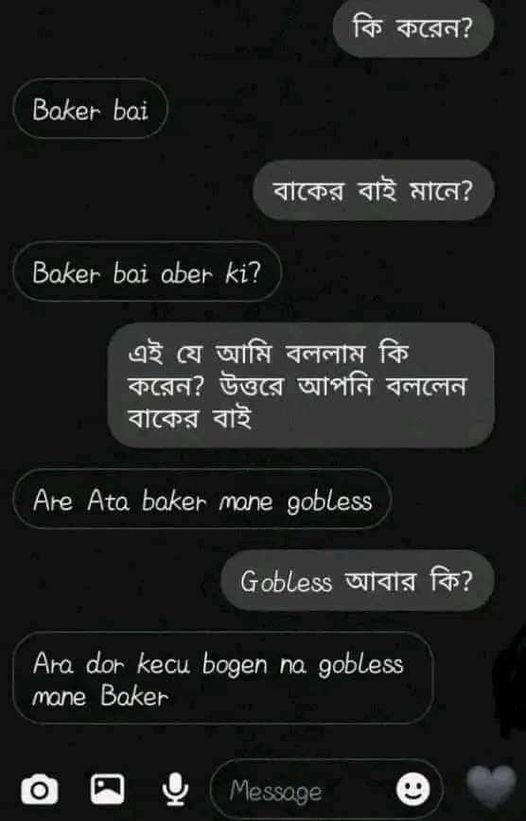 কি করেন?
Baker bai
বাকের বাই মানে?
Baker bai aber ki?
এই যে আমি বললাম কি
করেন? উত্তরে আপনি বললেন
বাকের বাই
Are Ata baker mane gobless
Gobless আবার কি?
Ara dor kecu bogen na gobless
mane Baker
Message